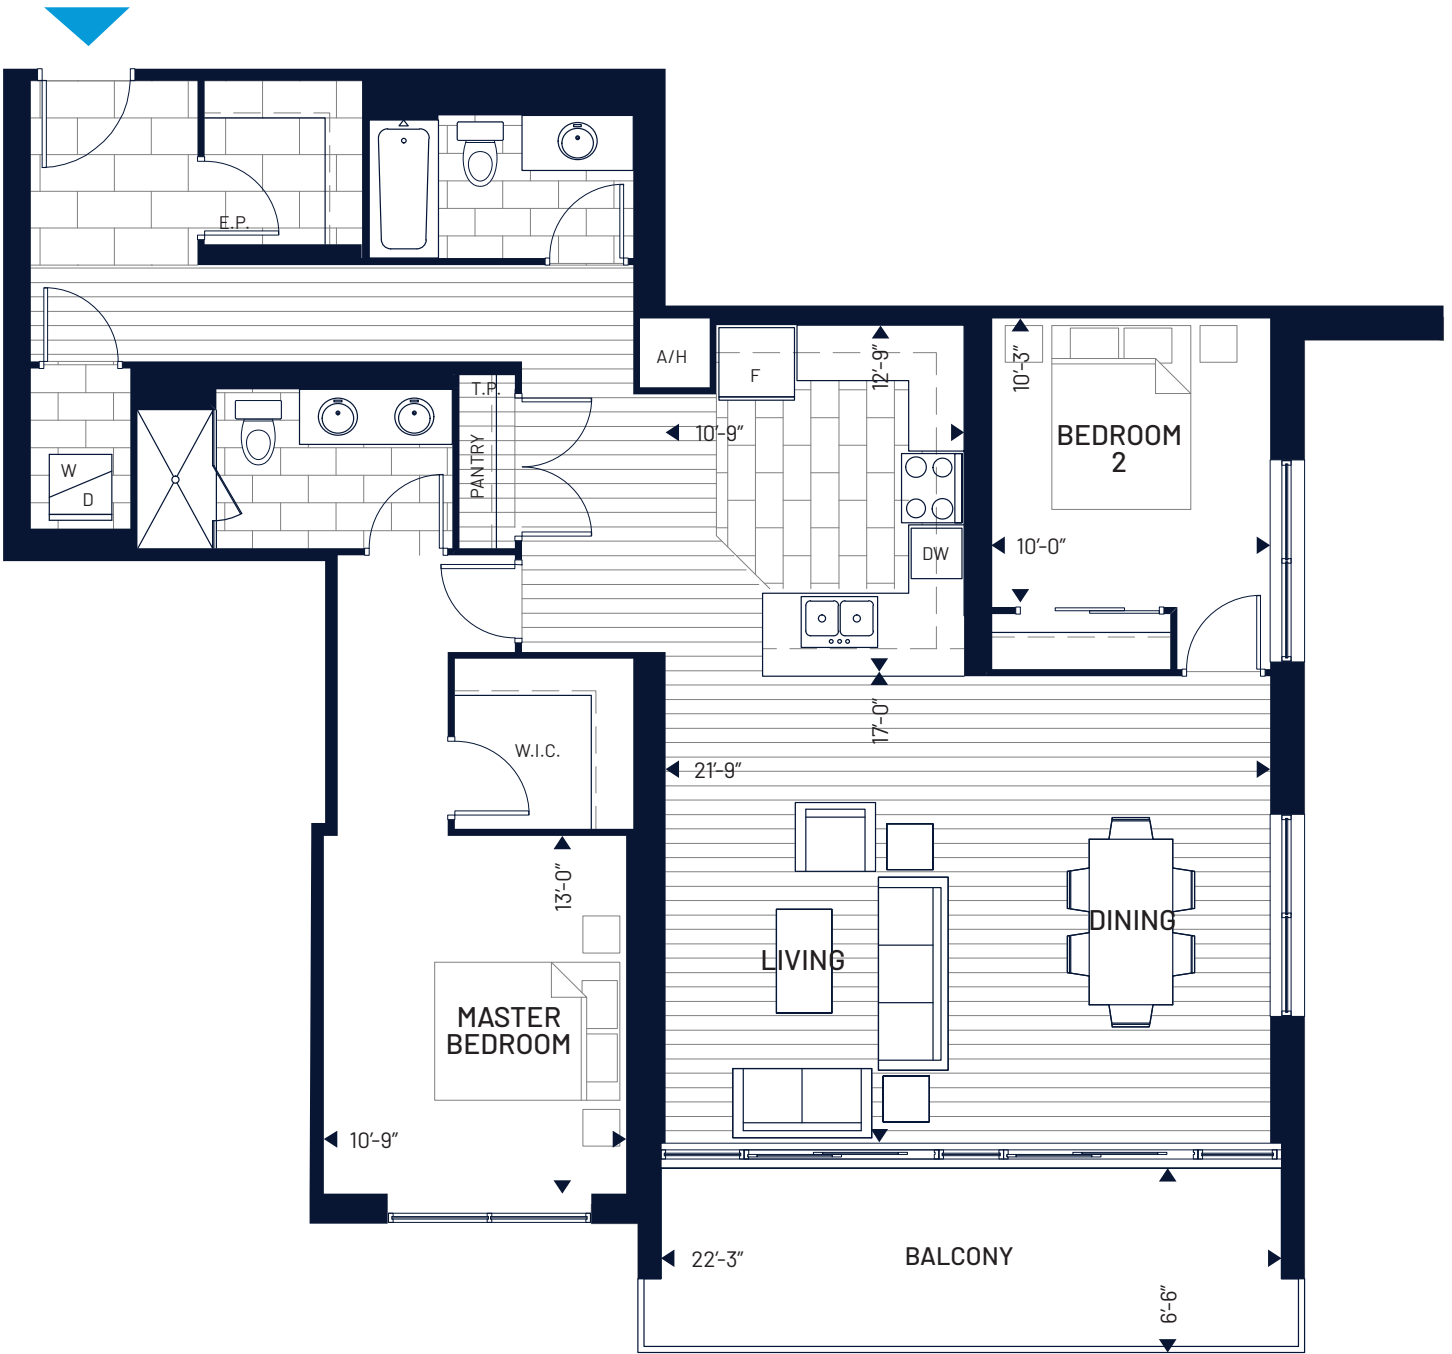 E.P.
A/H
F
12'-9"
10'-3"
T.P.
10'-9"
BEDROOM
2
PANTRY
W
D
DW
10'-0"
17'-0"
W.I.C.
21'-9"
13'-0"
DINING
LIVING
MASTER
BEDROOM
10'-9"
22'-3"
BALCONY
6'-6"